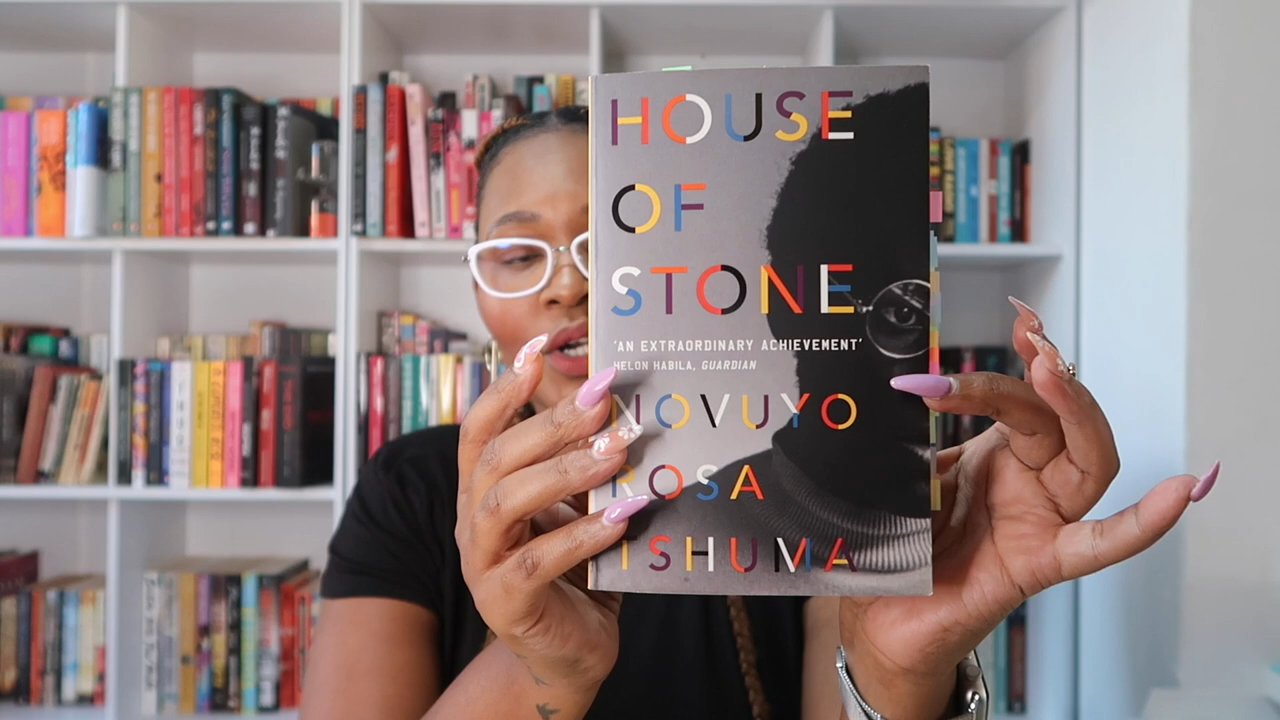 HOUSE
OF
STONE
'AN EXTRAORDINARY ACHIEVEMENT'
HELON HABILA, GUARDIAN
NOVUYO
ROSA
TSHUMA